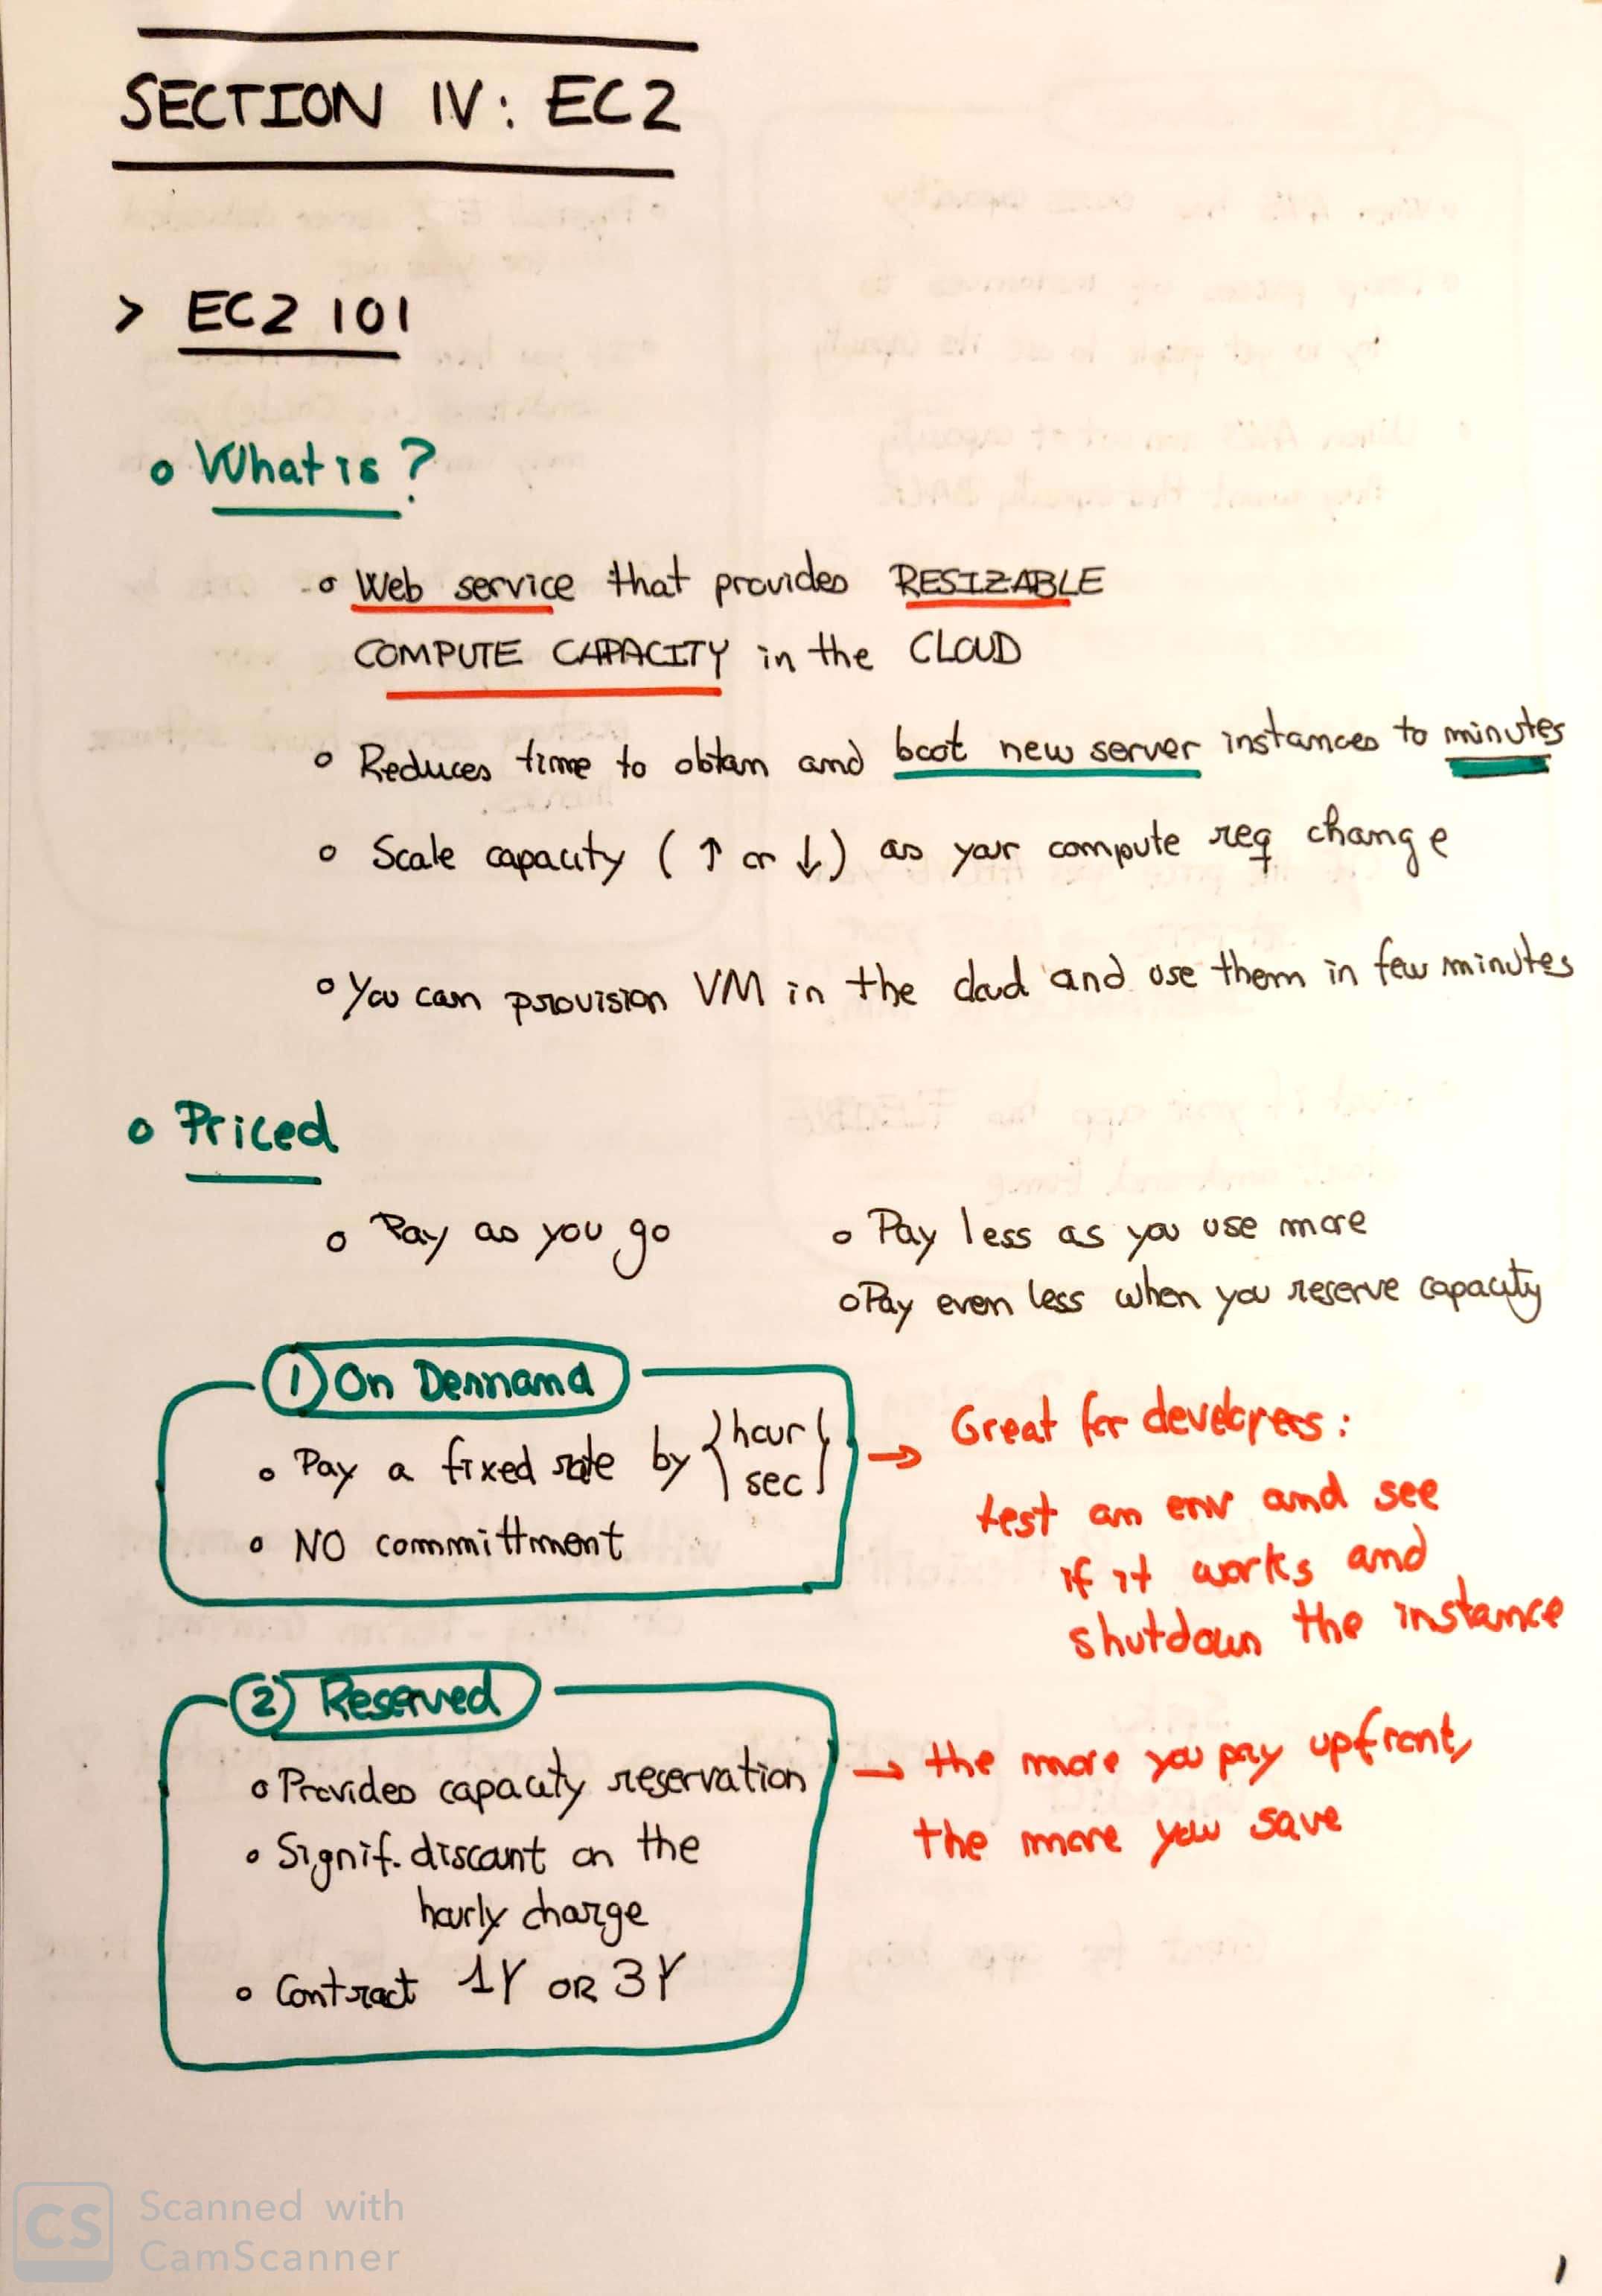 SECTION IV: EC2
> EC2 101
o What is?
o Web service that provides RESIZABLE
COMPUTE CAPACITY in the CLOUD
o Reduces time to obtain and boot new server instances to minutes
o Scale capacity (↑ or ↓) as your compute req change
o You can provision VM in the cloud and use them in few minutes
o Priced
o Pay as you go
o Pay less as you use more
o Pay even less when you reserve capacity
① On Demmand
o Pay a fixed rate by {hour
sec}
o NO committment
→ Great for developers:
test an env and see
if it works and
shutdown the instance
② Reserved
o Provides capacity reservation
o Signif. discount on the
hourly charge
o Contract 1Y OR 3Y
→ the more you pay upfront,
the more you save
CS Scanned with
CamScanner
1